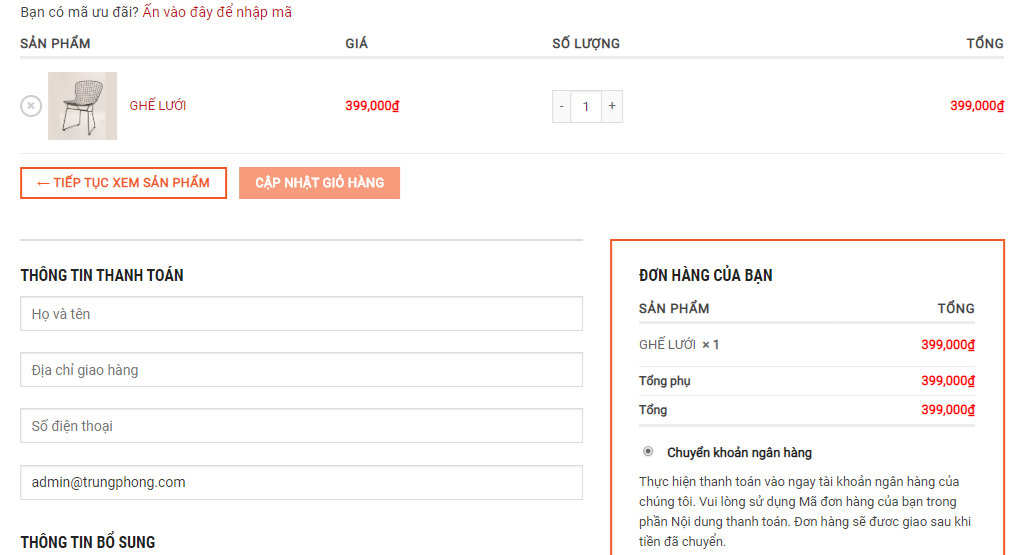 Bạn có mã ưu đãi? Ấn vào đây để nhập mã
SẢN PHẨM GIÁ SỐ LƯỢNG TỔNG
× GHẾ LƯỚI 399,000₫ - 1 + 399,000₫
← TIẾP TỤC XEM SẢN PHẨM CẬP NHẬT GIỎ HÀNG
THÔNG TIN THANH TOÁN
Họ và tên
Địa chỉ giao hàng
Số điện thoại
admin@trungphong.com
THÔNG TIN BỔ SUNG
ĐƠN HÀNG CỦA BẠN
SẢN PHẨM TỔNG
GHẾ LƯỚI × 1 399,000₫
Tổng phụ 399,000₫
Tổng 399,000₫
Chuyển khoản ngân hàng
Thực hiện thanh toán vào ngay tài khoản ngân hàng của
chúng tôi. Vui lòng sử dụng Mã đơn hàng của bạn trong
phần Nội dung thanh toán. Đơn hàng sẽ đươc giao sau khi
tiền đã chuyển.